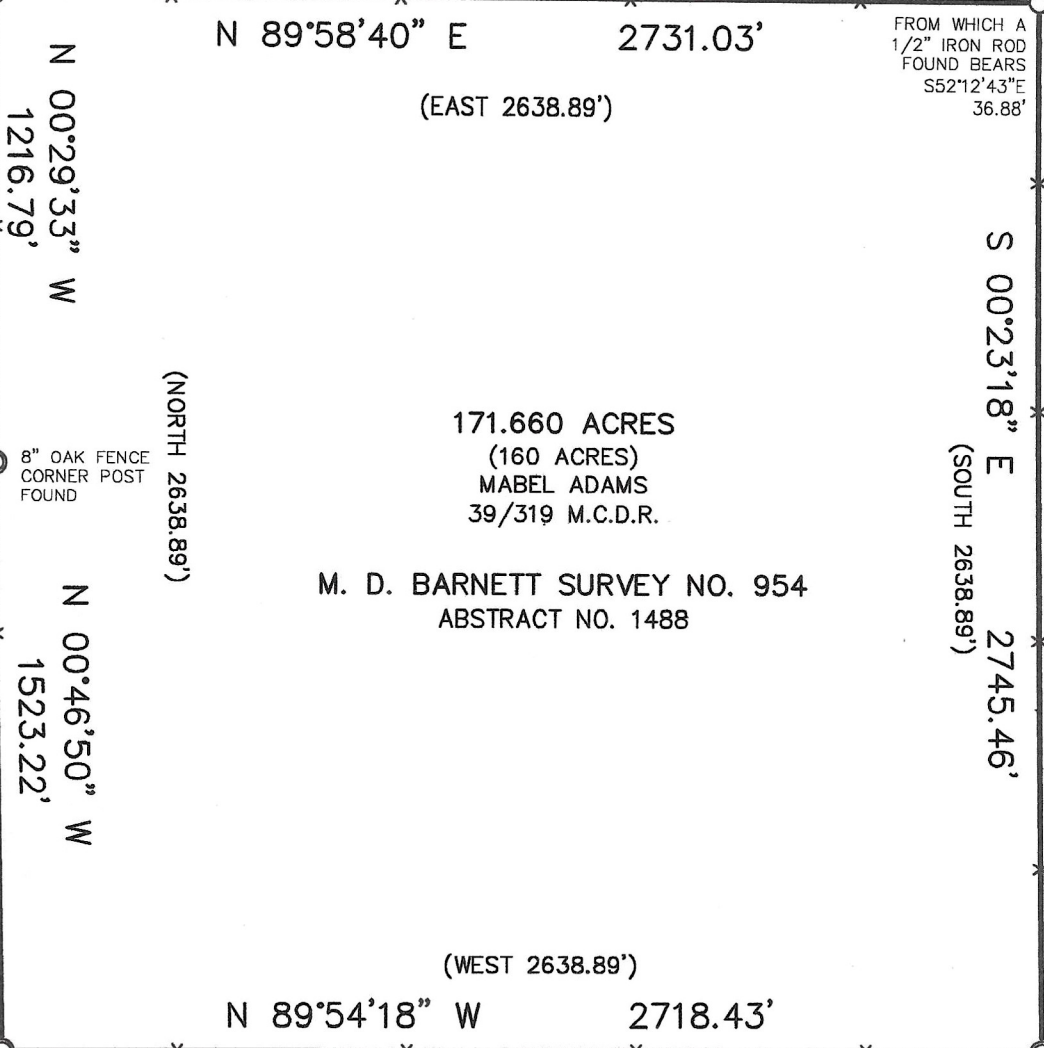 N 89°58'40" E 2731.03'
(EAST 2638.89')
FROM WHICH A
1/2" IRON ROD
FOUND BEARS
S52°12'43"E
36.88'
N 00°29'33" W
1216.79'
S 00°23'18" E 2745.46'
(SOUTH 2638.89')
(NORTH 2638.89')
8" OAK FENCE
CORNER POST
FOUND
171.660 ACRES
(160 ACRES)
MABEL ADAMS
39/319 M.C.D.R.
M. D. BARNETT SURVEY NO. 954
ABSTRACT NO. 1488
N 00°46'50" W
1523.22'
(WEST 2638.89')
N 89°54'18" W 2718.43'